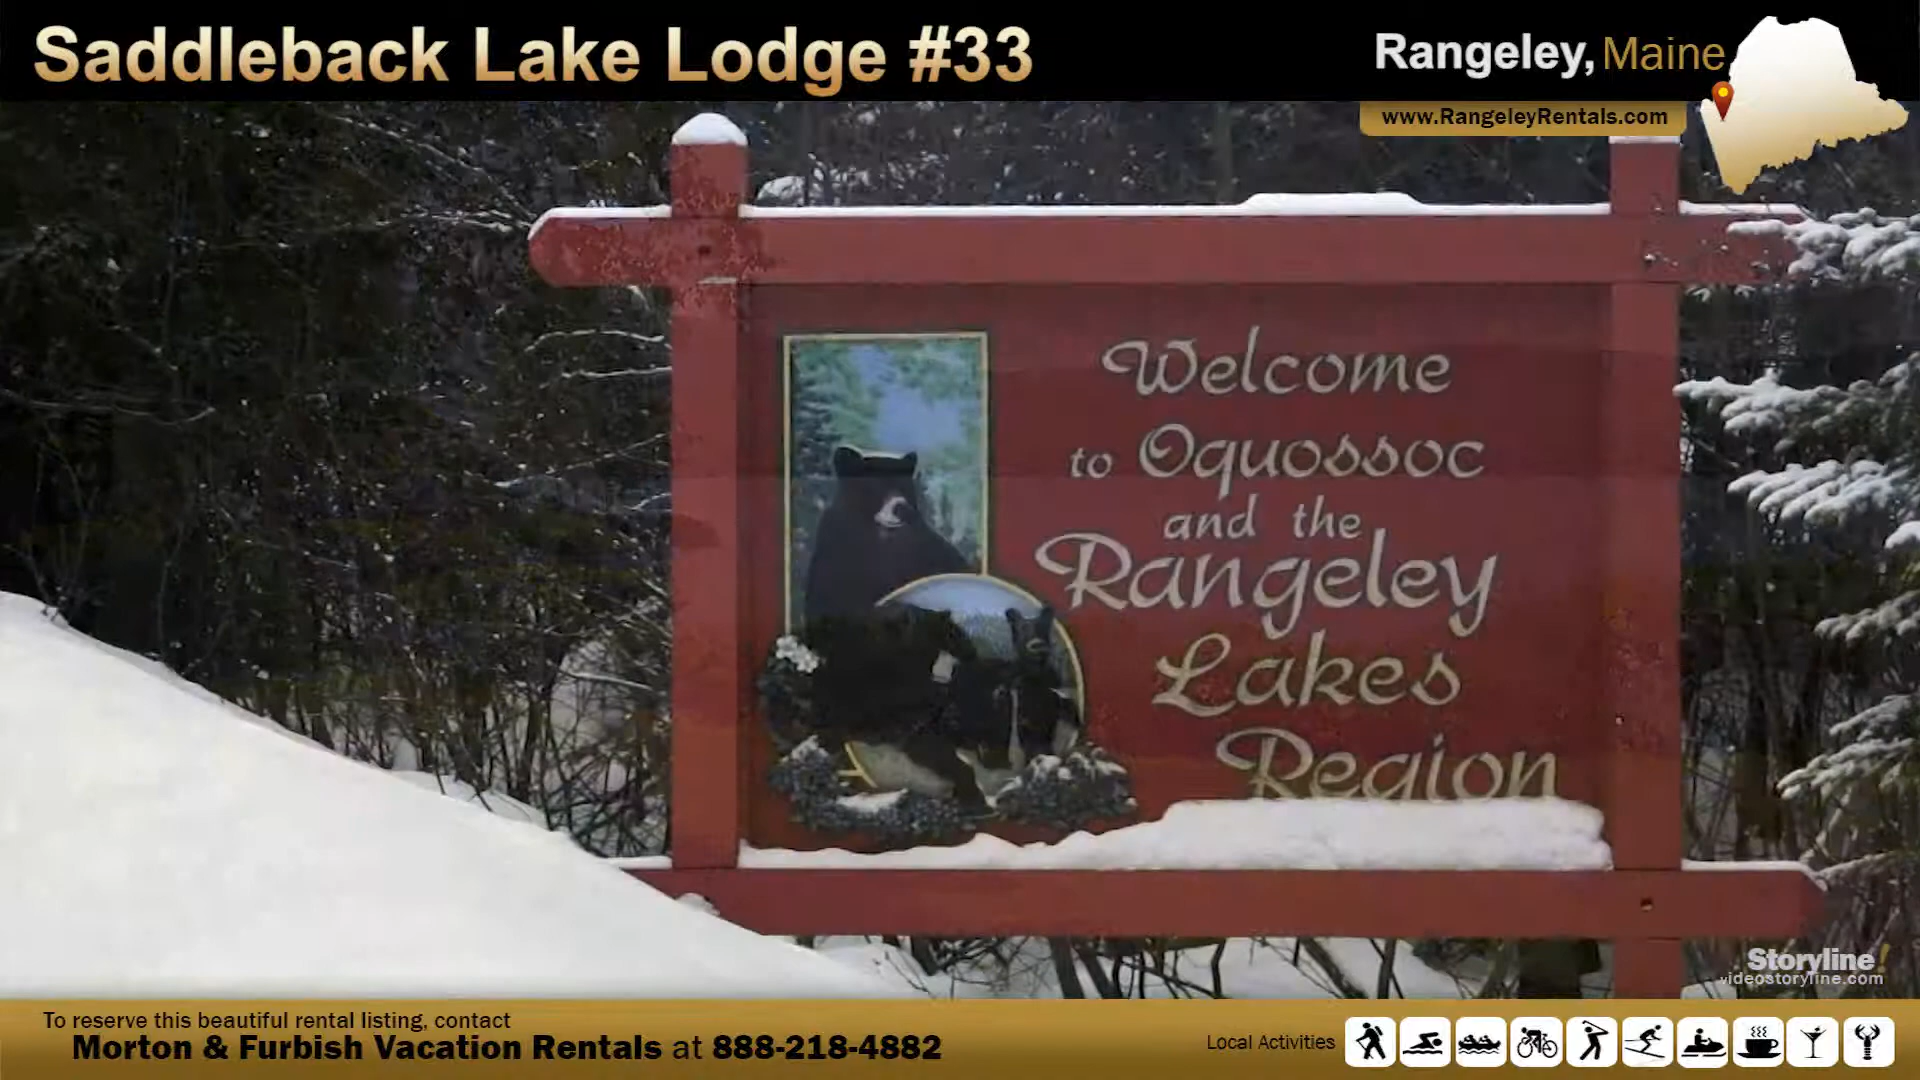 Saddleback Lake Lodge #33
Rangeley, Maine
www.RangeleyRentals.com
Welcome
to Oquossoc
and the
Rangeley
Lakes
Region
Storyline!
videostoryline.com
To reserve this beautiful rental listing, contact
Morton & Furbish Vacation Rentals at 888-218-4882
Local Activities